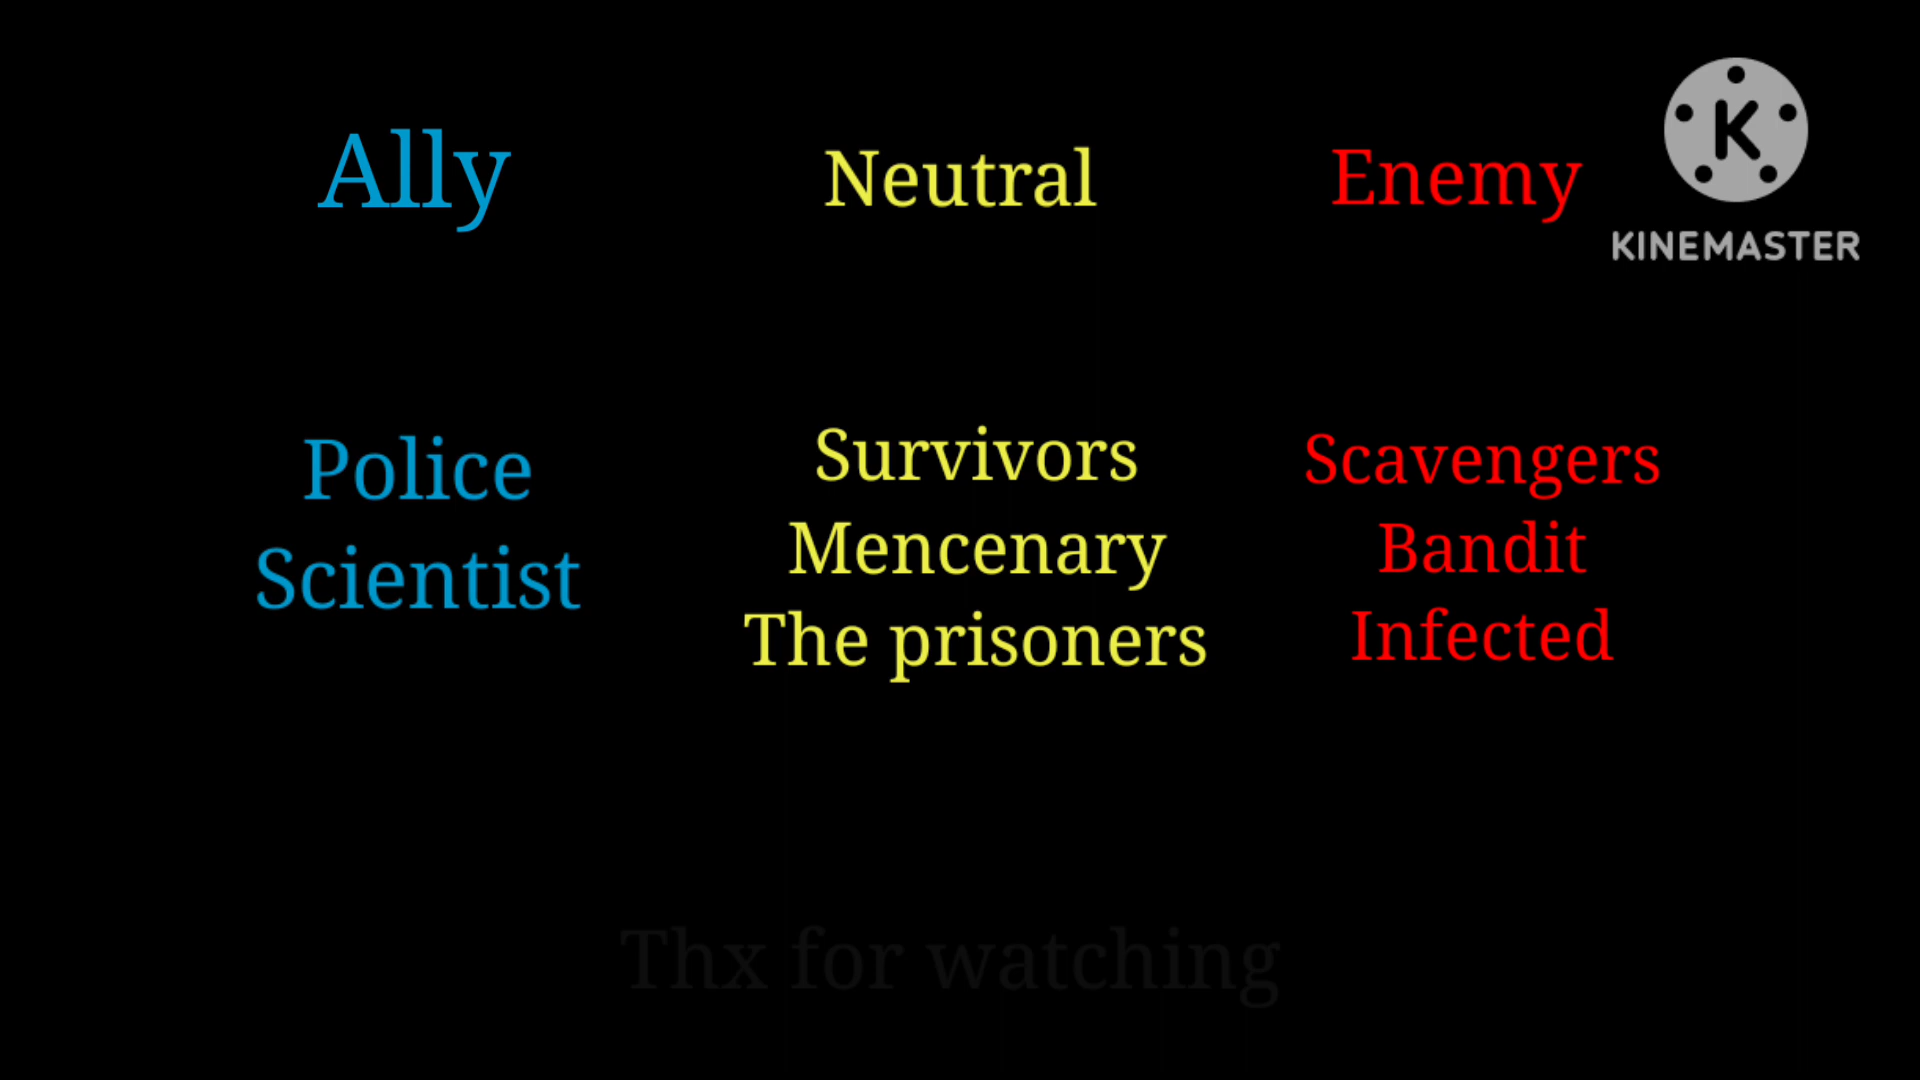 Ally
Neutral
Enemy
K
KINEMASTER
Police
Scientist
Survivors
Mencenary
The prisoners
Scavengers
Bandit
Infected
Thx for watching